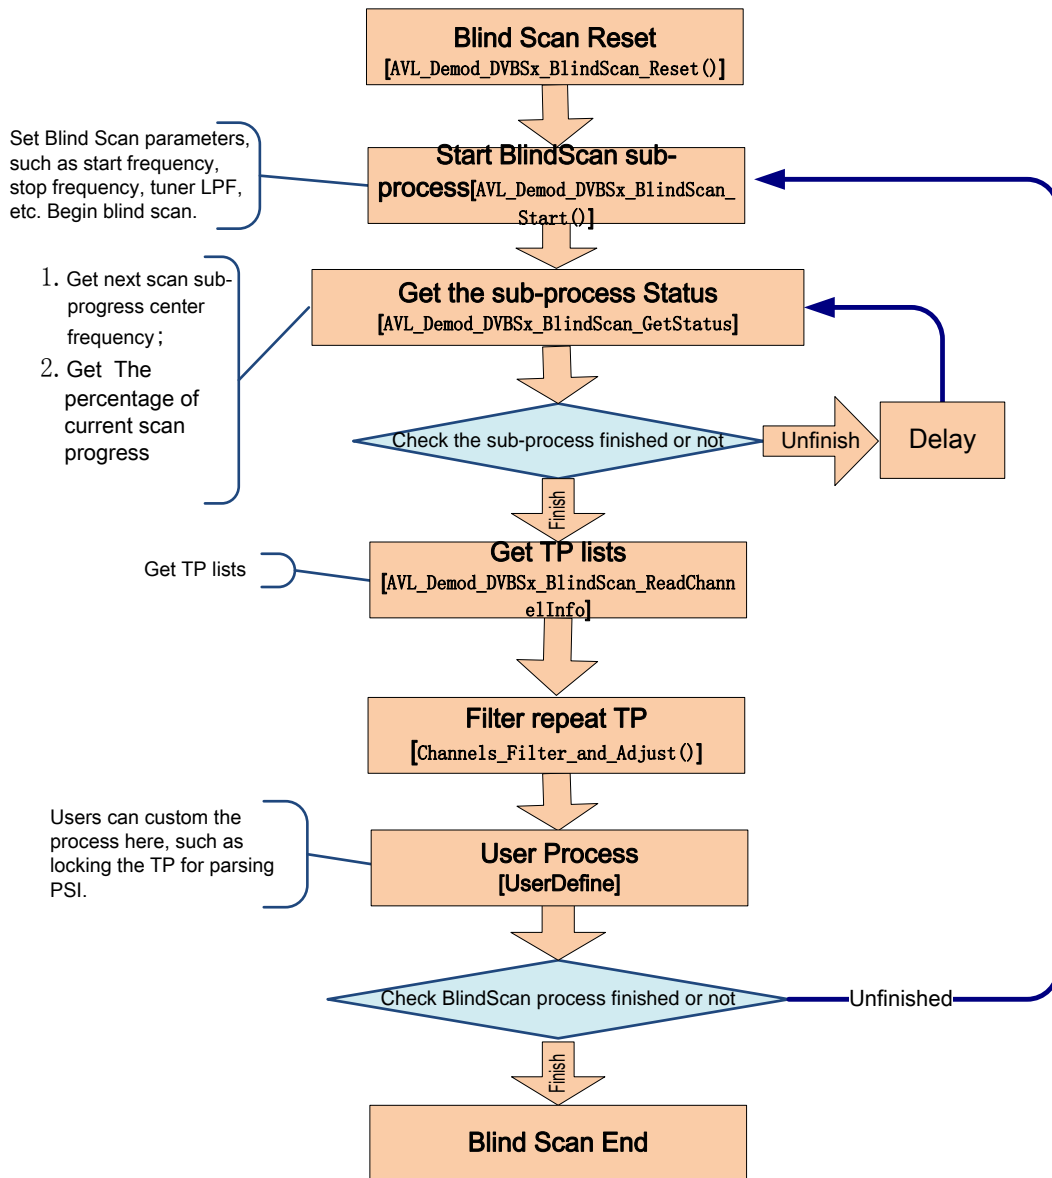 Blind Scan Reset
[AVL_Demod_DVBSx_BlindScan_Reset()]
Set Blind Scan parameters,
such as start frequency,
stop frequency, tuner LPF,
etc. Begin blind scan.
Start BlindScan sub-
process[AVL_Demod_DVBSx_BlindScan_
Start()]
1. Get next scan sub-
progress center
frequency;
2. Get The
percentage of
current scan
progress
Get the sub-process Status
[AVL_Demod_DVBSx_BlindScan_GetStatus]
Check the sub-process finished or not
Unfinish
Delay
Finish
Get TP lists
Get TP lists
[AVL_Demod_DVBSx_BlindScan_ReadChann
elInfo]
Filter repeat TP
[Channels_Filter_and_Adjust()]
Users can custom the
process here, such as
locking the TP for parsing
PSI.
User Process
[UserDefine]
Check BlindScan process finished or not
Unfinished
Finish
Blind Scan End